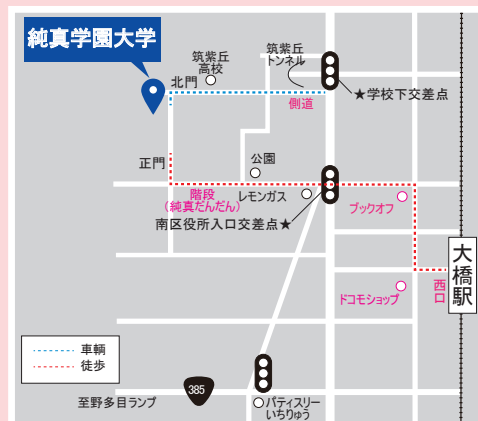 純真学園大学
筑紫丘
高校
筑紫丘
トンネル
北門
側道
★学校下交差点
正門
公園
階段
(純真だんだん)
レモンガス
ブックオフ
南区役所入口交差点★
大橋駅
西口
ドコモショップ
車輌
徒歩
385
至野多目ランプ
パティスリー
いちりゅう